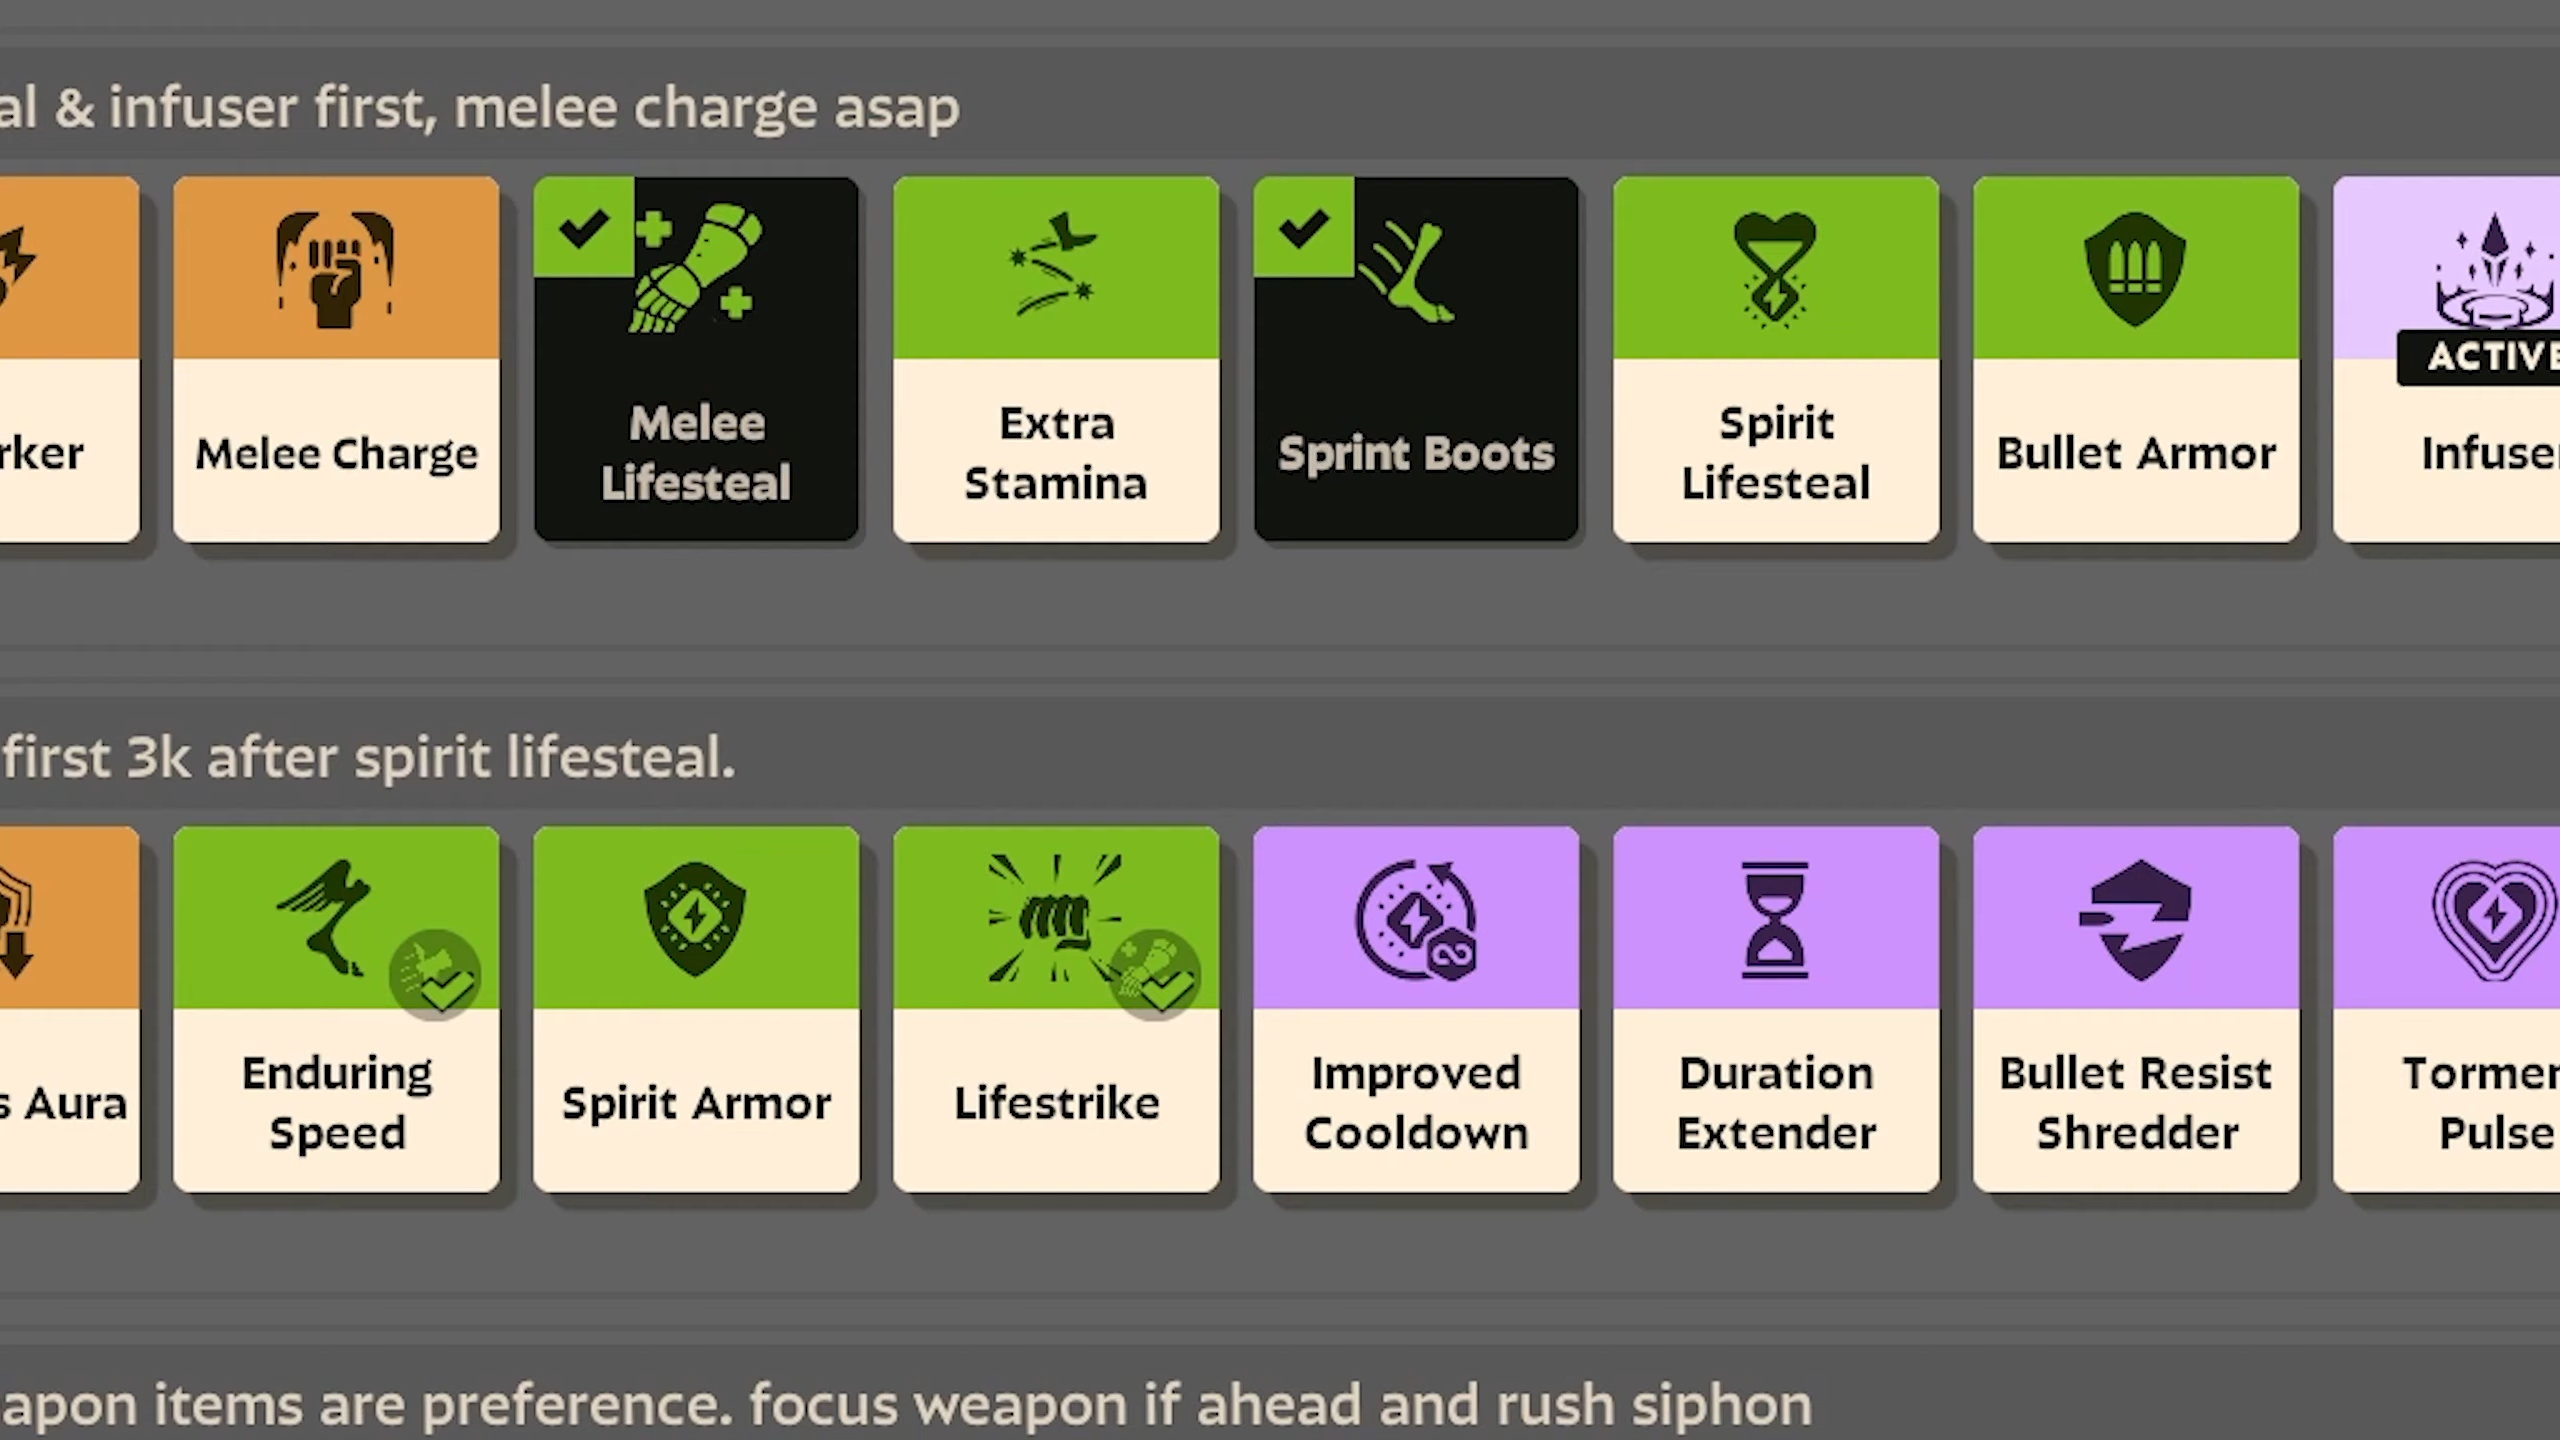 al & infuser first, melee charge asap
rker
Melee Charge
Melee
Lifesteal
Extra
Stamina
Sprint Boots
Spirit
Lifesteal
Bullet Armor
ACTIVE
Infuser
first 3k after spirit lifesteal.
s Aura
Enduring
Speed
Spirit Armor
Lifestrike
Improved
Cooldown
Duration
Extender
Bullet Resist
Shredder
Tormen
Pulse
apon items are preference. focus weapon if ahead and rush siphon